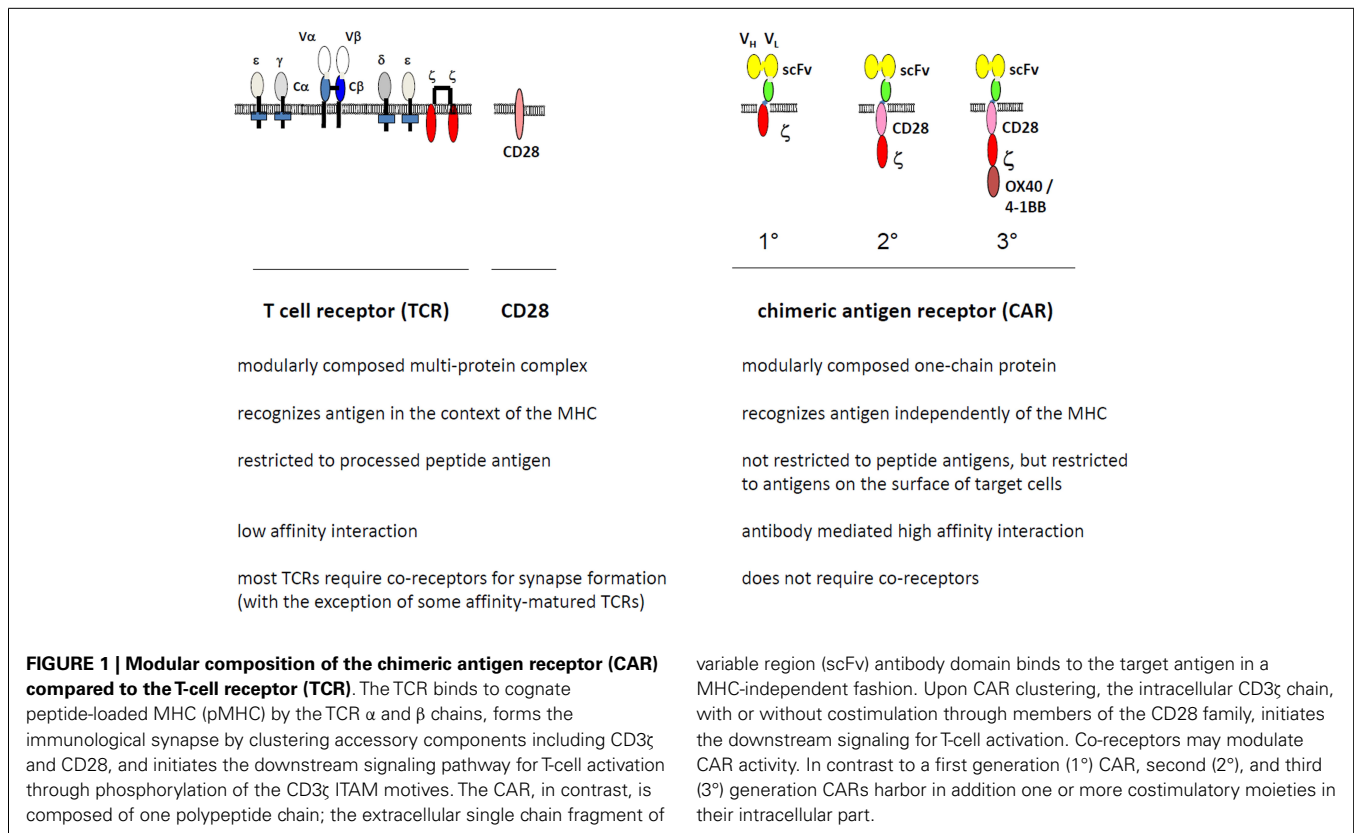 Vα Vβ
ε γ
Cα Cβ
δ ε
ζ ζ
CD28
VH VL
scFv
ζ
scFv
CD28
ζ
scFv
CD28
ζ
OX40 /
4-1BB
1° 2° 3°
T cell receptor (TCR) CD28
chimeric antigen receptor (CAR)
modularly composed multi-protein complex
modularly composed one-chain protein
recognizes antigen in the context of the MHC
recognizes antigen independently of the MHC
restricted to processed peptide antigen
not restricted to peptide antigens, but restricted
to antigens on the surface of target cells
low affinity interaction
antibody mediated high affinity interaction
most TCRs require co-receptors for synapse formation
(with the exception of some affinity-matured TCRs)
does not require co-receptors
FIGURE 1 | Modular composition of the chimeric antigen receptor (CAR)
compared to the T-cell receptor (TCR). The TCR binds to cognate
peptide-loaded MHC (pMHC) by the TCR α and β chains, forms the
immunological synapse by clustering accessory components including CD3ζ
and CD28, and initiates the downstream signaling pathway for T-cell activation
through phosphorylation of the CD3ζ ITAM motives. The CAR, in contrast, is
composed of one polypeptide chain; the extracellular single chain fragment of
variable region (scFv) antibody domain binds to the target antigen in a
MHC-independent fashion. Upon CAR clustering, the intracellular CD3ζ chain,
with or without costimulation through members of the CD28 family, initiates
the downstream signaling for T-cell activation. Co-receptors may modulate
CAR activity. In contrast to a first generation (1°) CAR, second (2°), and third
(3°) generation CARs harbor in addition one or more costimulatory moieties in
their intracellular part.